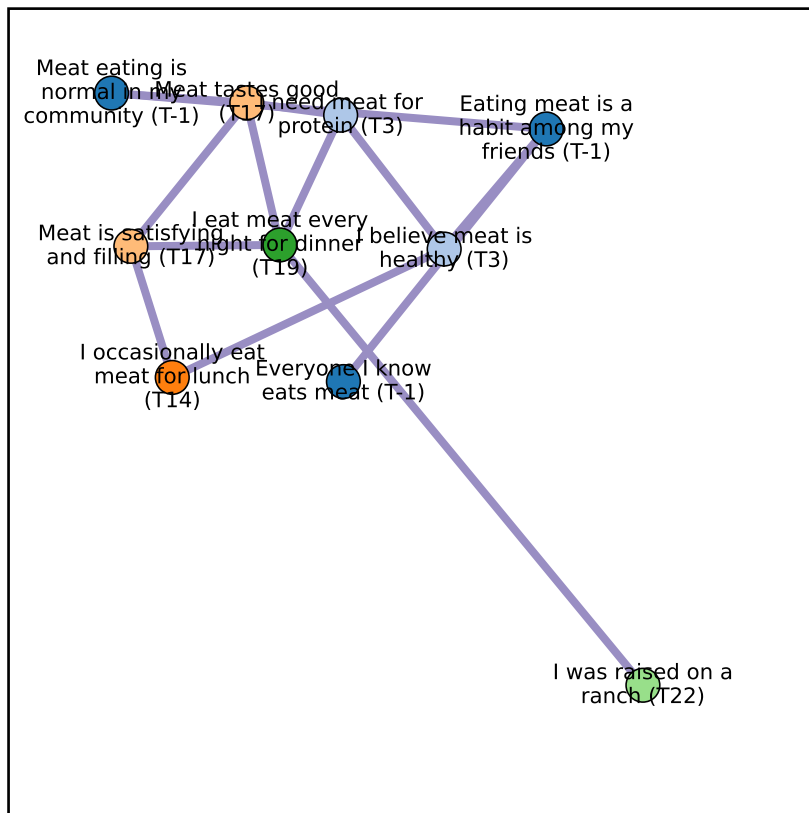 Meat eating is
normal in my
community (T-1)
Meat tastes good
(T17)
I need meat for
protein (T3)
Eating meat is a
habit among my
friends (T-1)
Meat is satisfying
and filling (T17)
I eat meat every
night for dinner
(T19)
I believe meat is
healthy (T3)
I occasionally eat
meat for lunch
(T14)
Everyone I know
eats meat (T-1)
I was raised on a
ranch (T22)